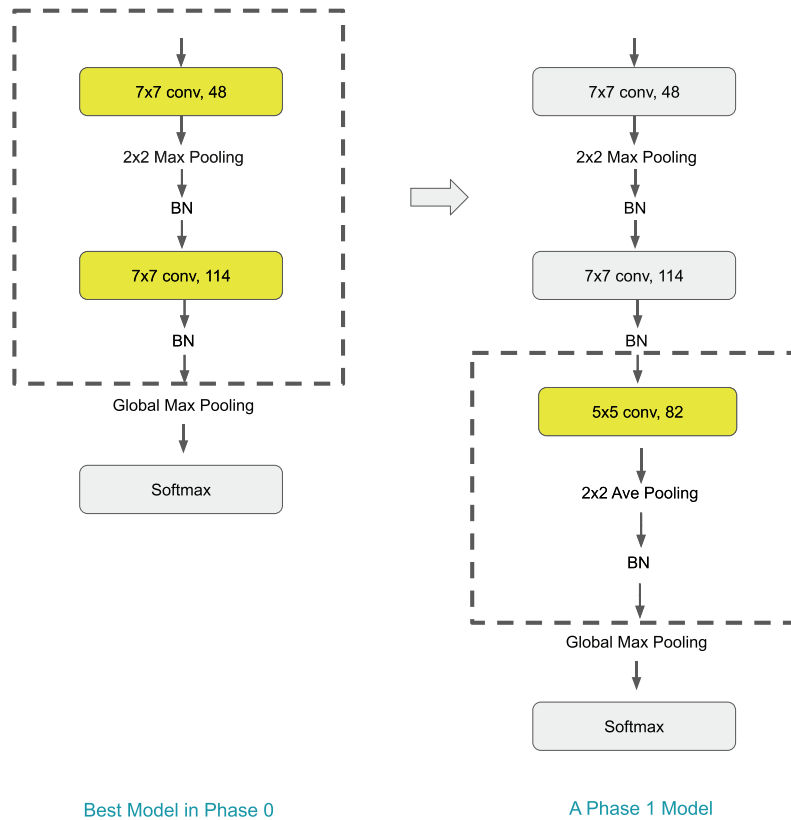 7x7 conv, 48
2x2 Max Pooling
BN
7x7 conv, 114
BN
Global Max Pooling
Softmax
Best Model in Phase 0
7x7 conv, 48
2x2 Max Pooling
BN
7x7 conv, 114
BN
5x5 conv, 82
2x2 Ave Pooling
BN
Global Max Pooling
Softmax
A Phase 1 Model